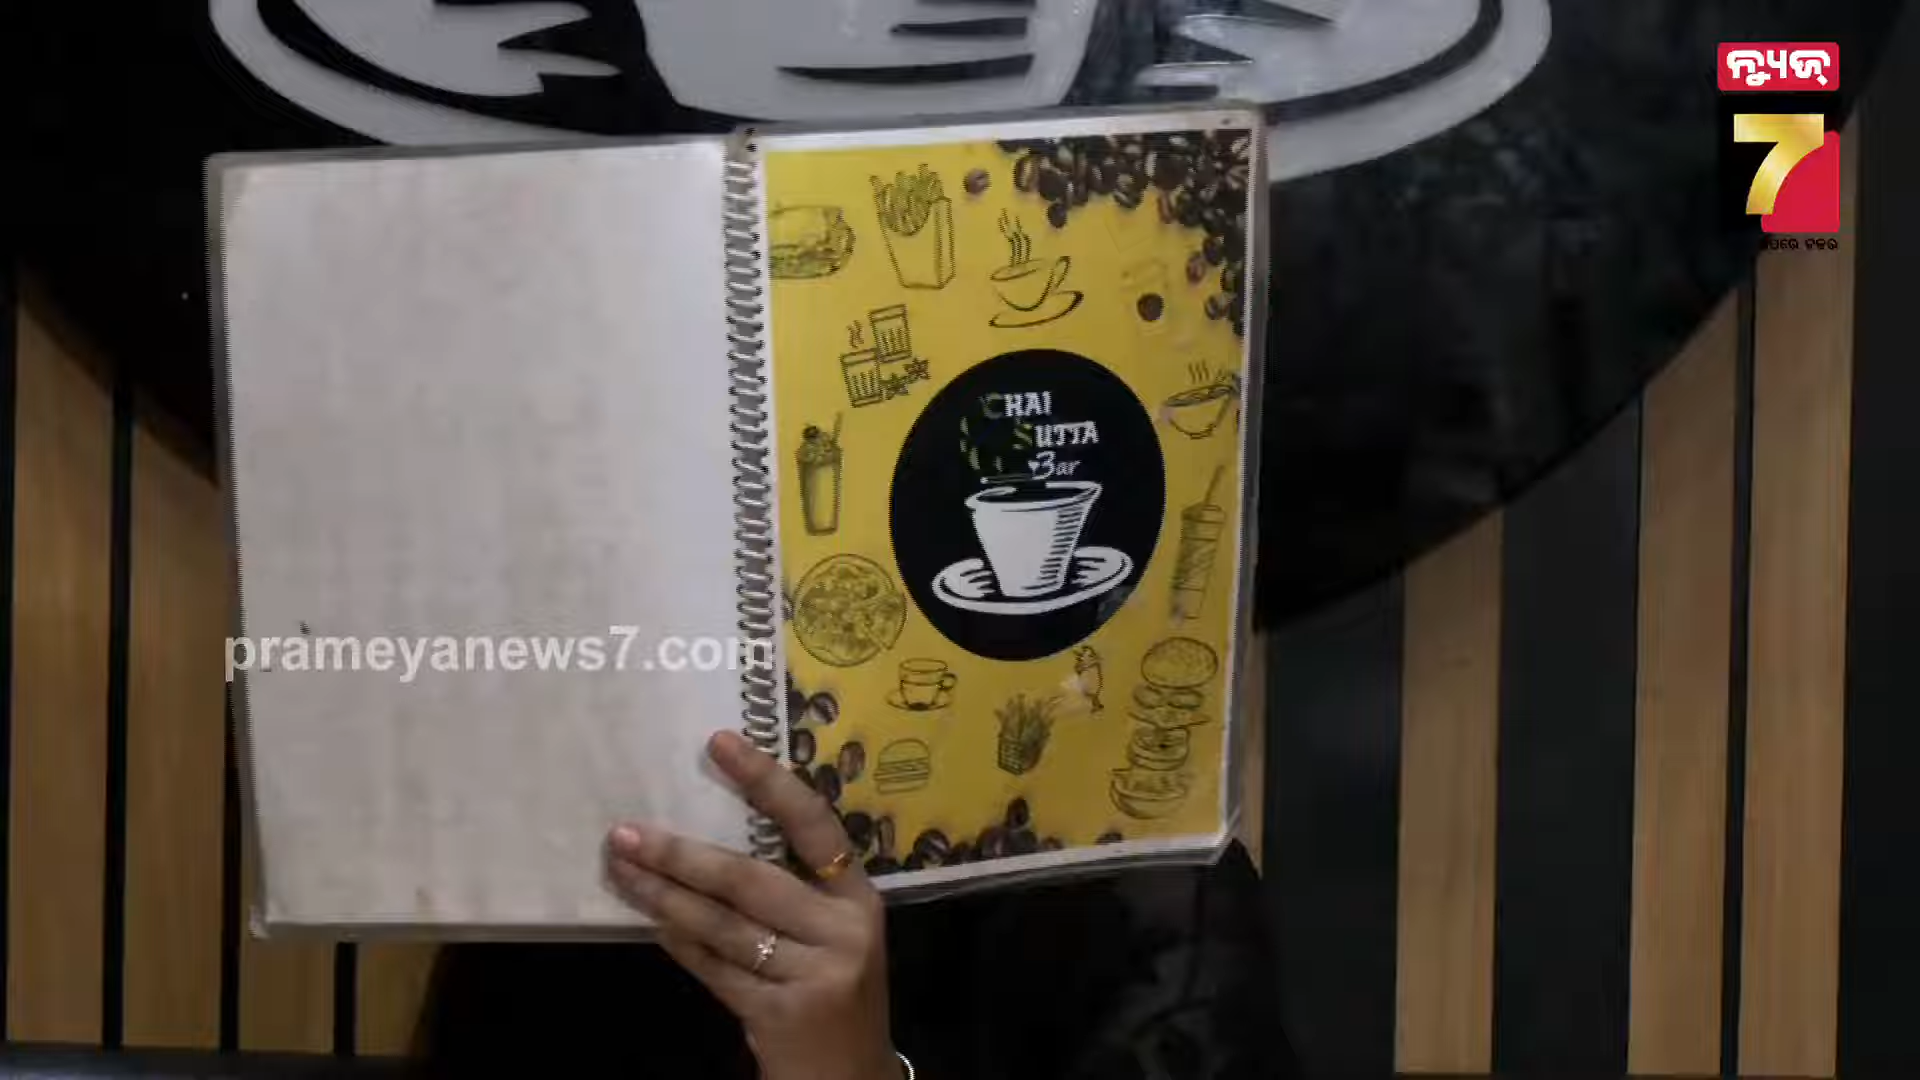 ନ୍ୟୁଜ୍
7
CHAI
SUTTA
Bar
prameyanews7.com